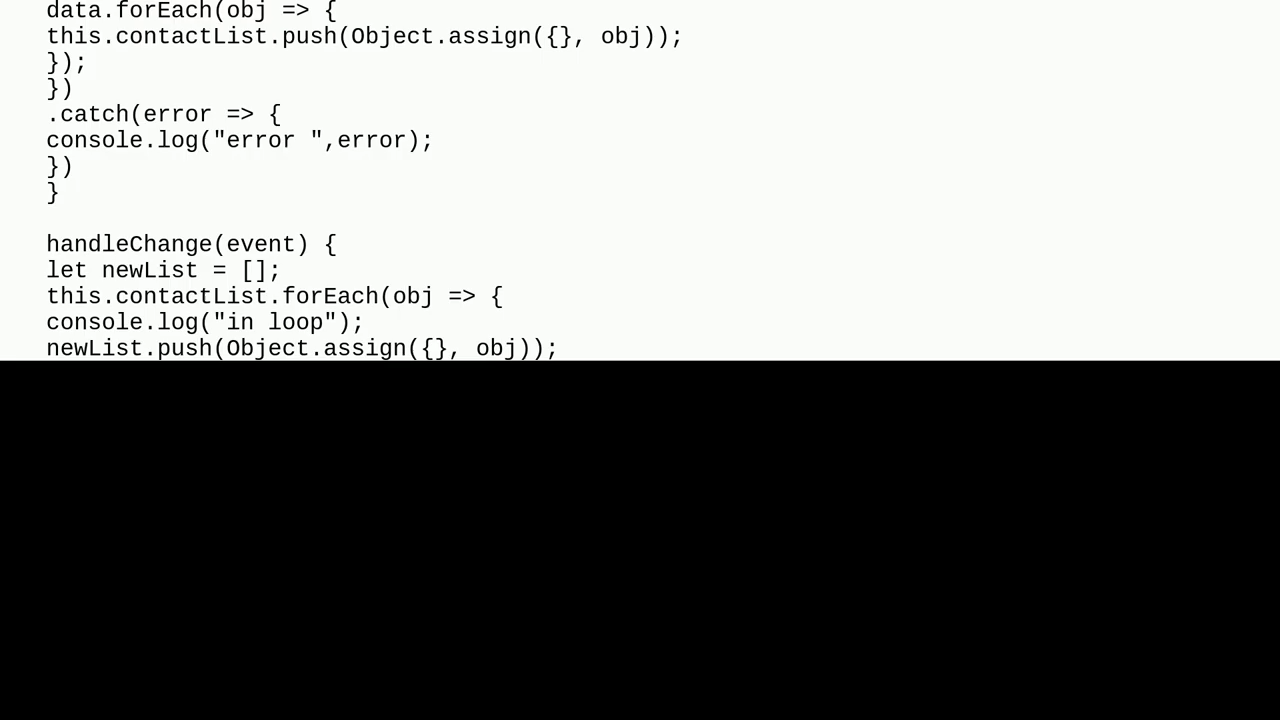 data.forEach(obj => {
this.contactList.push(Object.assign({}, obj));
});
})
.catch(error => {
console.log("error ",error);
})
}

handleChange(event) {
let newList = [];
this.contactList.forEach(obj => {
console.log("in loop");
newList.push(Object.assign({}, obj));